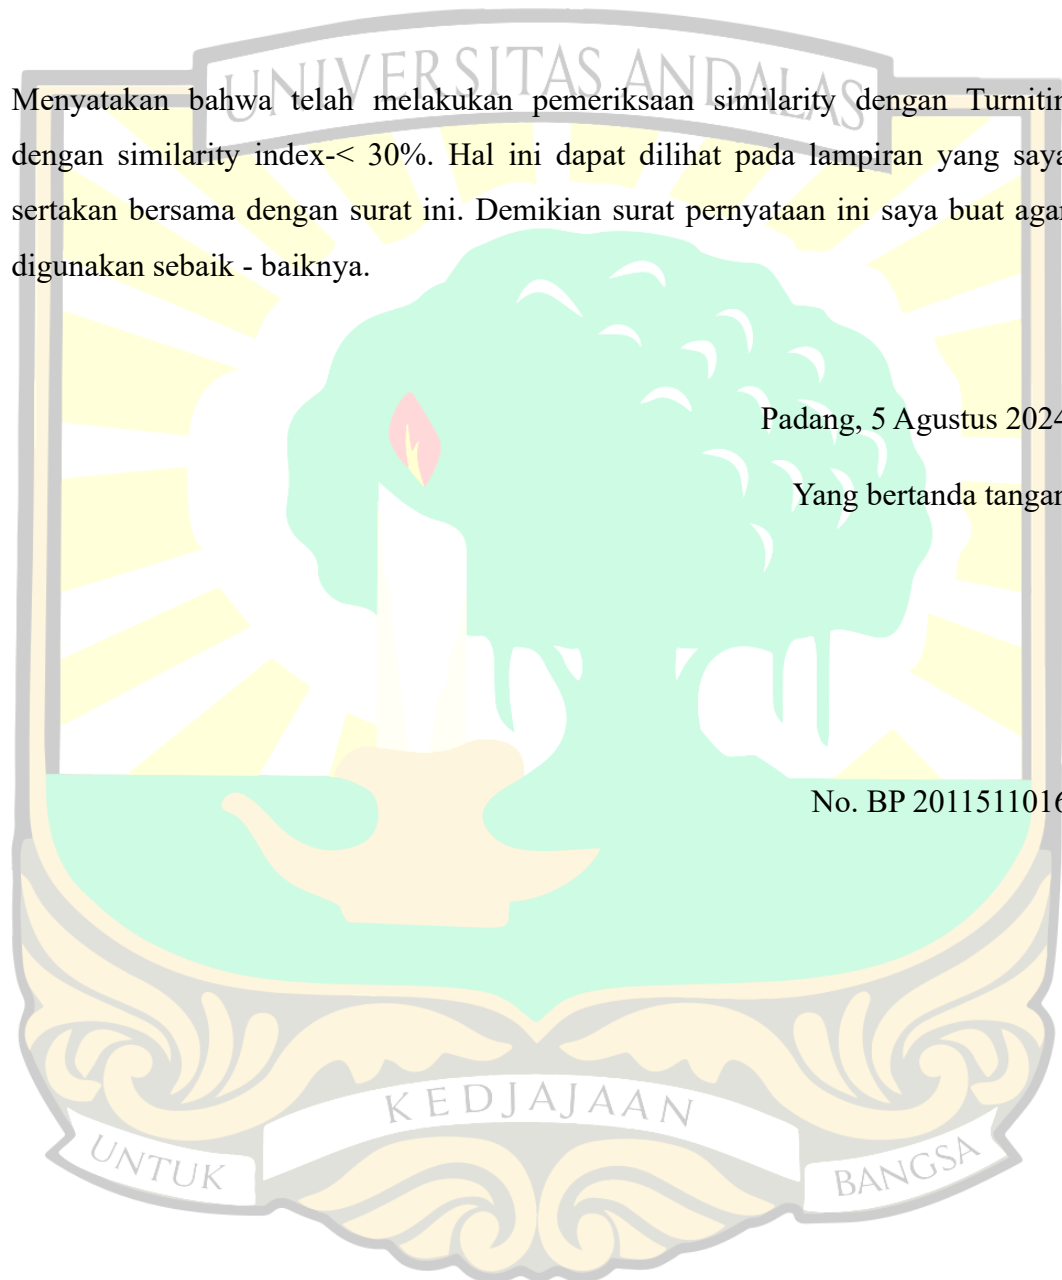 UNIVERSITAS ANDALAS
Menyatakan bahwa telah melakukan pemeriksaan similarity dengan Turnitin
dengan similarity index-< 30%. Hal ini dapat dilihat pada lampiran yang saya
sertakan bersama dengan surat ini. Demikian surat pernyataan ini saya buat agar
digunakan sebaik - baiknya.
Padang, 5 Agustus 2024
Yang bertanda tangan
No. BP 2011511016
KEDJAJAAN
UNTUK
BANGSA